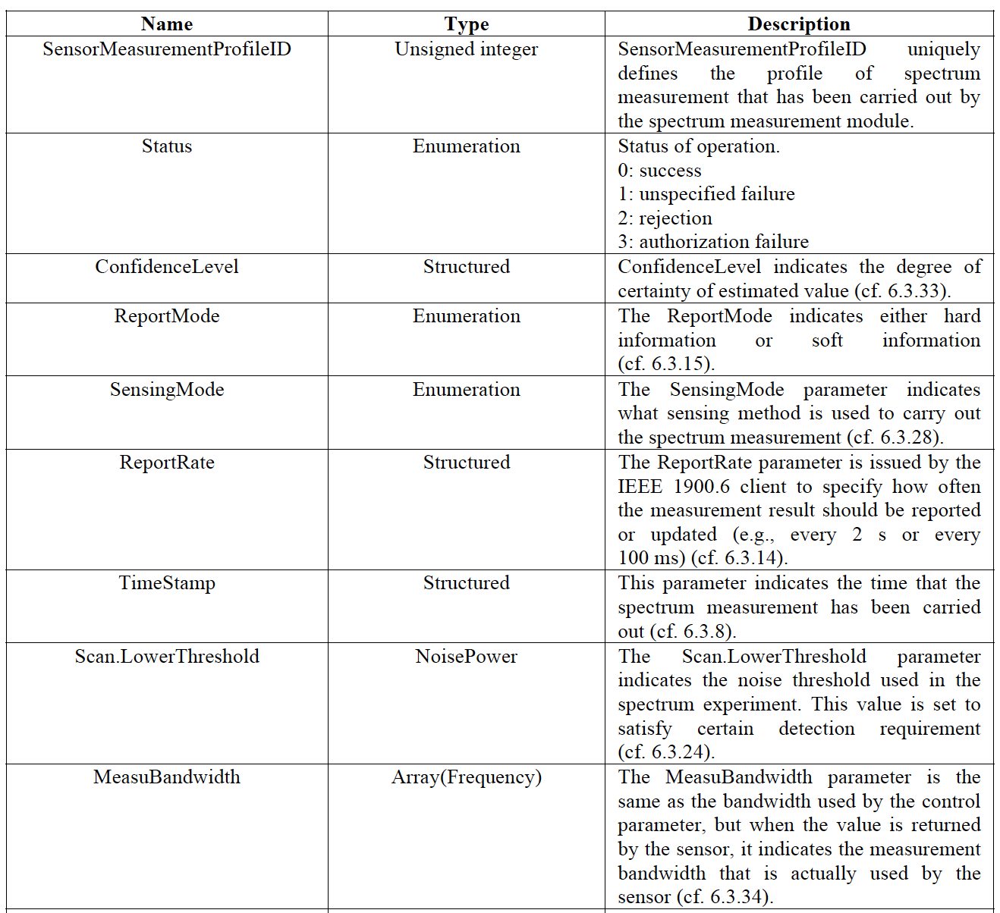 Name Type Description
SensorMeasurementProfileID Unsigned integer SensorMeasurementProfileID uniquely
defines the profile of spectrum
measurement that has been carried out by
the spectrum measurement module.
Status Enumeration Status of operation.
0: success
1: unspecified failure
2: rejection
3: authorization failure
ConfidenceLevel Structured ConfidenceLevel indicates the degree of
certainty of estimated value (cf. 6.3.33).
ReportMode Enumeration The ReportMode indicates either hard
information or soft information
(cf. 6.3.15).
SensingMode Enumeration The SensingMode parameter indicates
what sensing method is used to carry out
the spectrum measurement (cf. 6.3.28).
ReportRate Structured The ReportRate parameter is issued by the
IEEE 1900.6 client to specify how often
the measurement result should be reported
or updated (e.g., every 2 s or every
100 ms) (cf. 6.3.14).
TimeStamp Structured This parameter indicates the time that the
spectrum measurement has been carried
out (cf. 6.3.8).
Scan.LowerThreshold NoisePower The Scan.LowerThreshold parameter
indicates the noise threshold used in the
spectrum experiment. This value is set to
satisfy certain detection requirement
(cf. 6.3.24).
MeasuBandwidth Array(Frequency) The MeasuBandwidth parameter is the
same as the bandwidth used by the control
parameter, but when the value is returned
by the sensor, it indicates the measurement
bandwidth that is actually used by the
sensor (cf. 6.3.34).